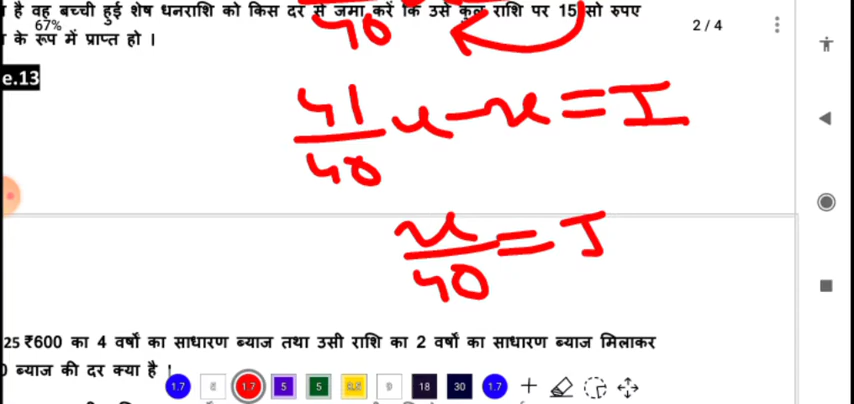 है वह बच्ची हुई शेष धनराशि को किस दर से जमा करें कि उसे कुल राशि पर 15 सो रुपए
67%
के रूप में प्राप्त हो ।
2 / 4
40
e.13
41/40 x - x = I
x/40 = I
25 ₹600 का 4 वर्षो का साधारण ब्याज तथा उसी राशि का 2 वर्षो का साधारण ब्याज मिलाकर
ब्याज की दर क्या है ।
1.7 1.7 5 5 18 30 1.7